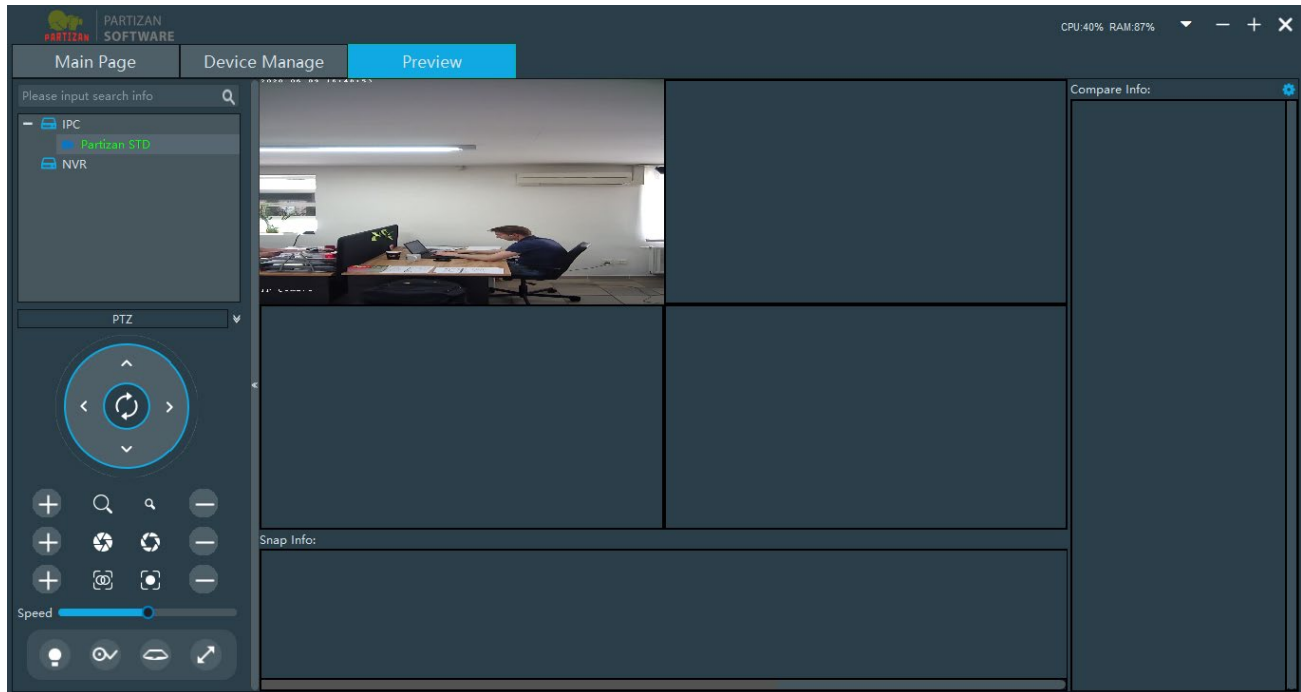 PARTIZAN
PARTIZAN
SOFTWARE
CPU:40% RAM:87%
Main Page
Device Manage
Preview
Please input search info
IPC
Partizan STD
NVR
Compare Info:
PTZ
Snap Info:
Speed